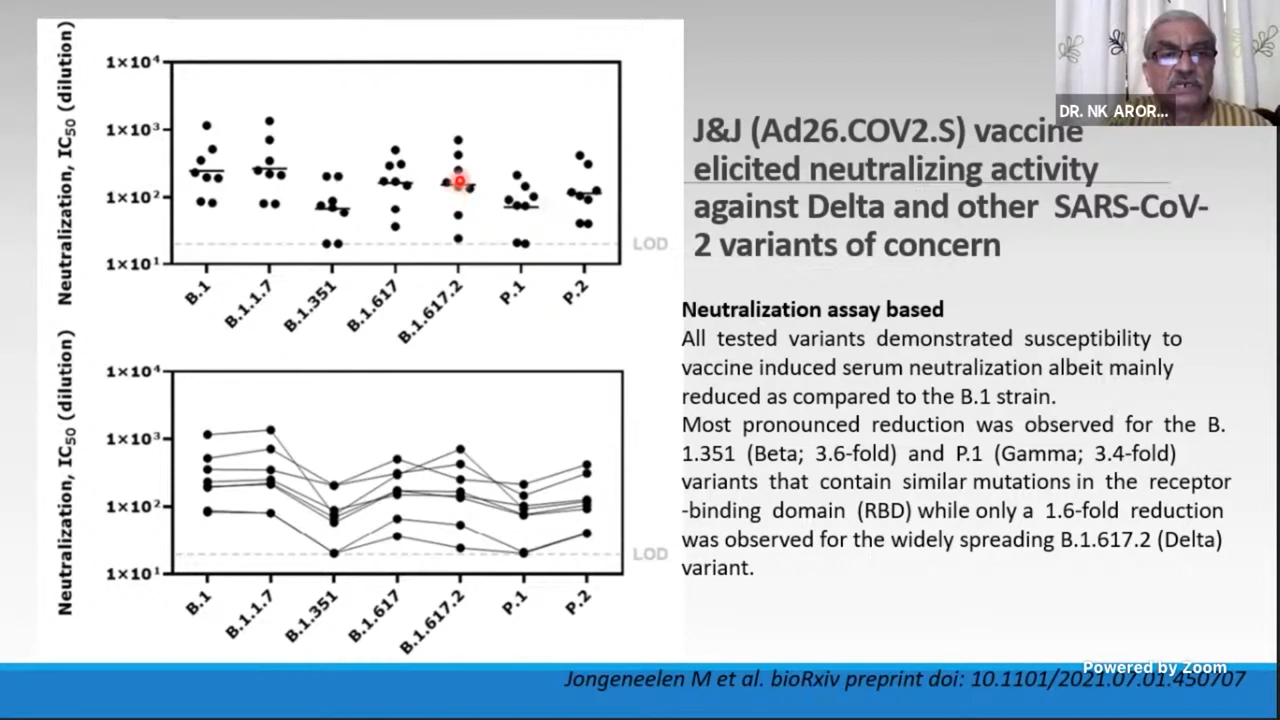 DR. NK AROR...
J&J (Ad26.COV2.S) vaccine
elicited neutralizing activity
against Delta and other SARS-CoV-
2 variants of concern
Neutralization, IC50 (dilution)
1×10⁴
1×10³
1×10²
1×10¹
LOD
B.1
B.1.1.7
B.1.351
B.1.617
B.1.617.2
P.1
P.2
Neutralization, IC50 (dilution)
1×10⁴
1×10³
1×10²
1×10¹
LOD
B.1
B.1.1.7
B.1.351
B.1.617
B.1.617.2
P.1
P.2
Neutralization assay based
All tested variants demonstrated susceptibility to
vaccine induced serum neutralization albeit mainly
reduced as compared to the B.1 strain.
Most pronounced reduction was observed for the B.
1.351 (Beta; 3.6-fold) and P.1 (Gamma; 3.4-fold)
variants that contain similar mutations in the receptor
-binding domain (RBD) while only a 1.6-fold reduction
was observed for the widely spreading B.1.617.2 (Delta)
variant.
Powered by Zoom
Jongeneelen M et al. bioRxiv preprint doi: 10.1101/2021.07.01.450707